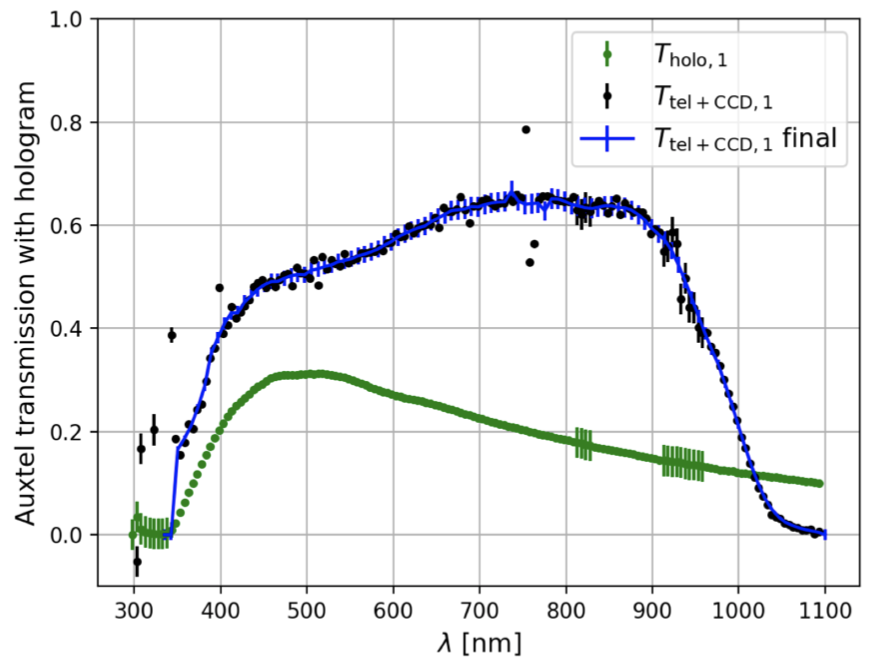 1.0
0.8
0.6
0.4
0.2
0.0
Auxtel transmission with hologram
T_holo, 1
T_tel + CCD, 1
T_tel + CCD, 1 final
300 400 500 600 700 800 900 1000 1100
λ [nm]